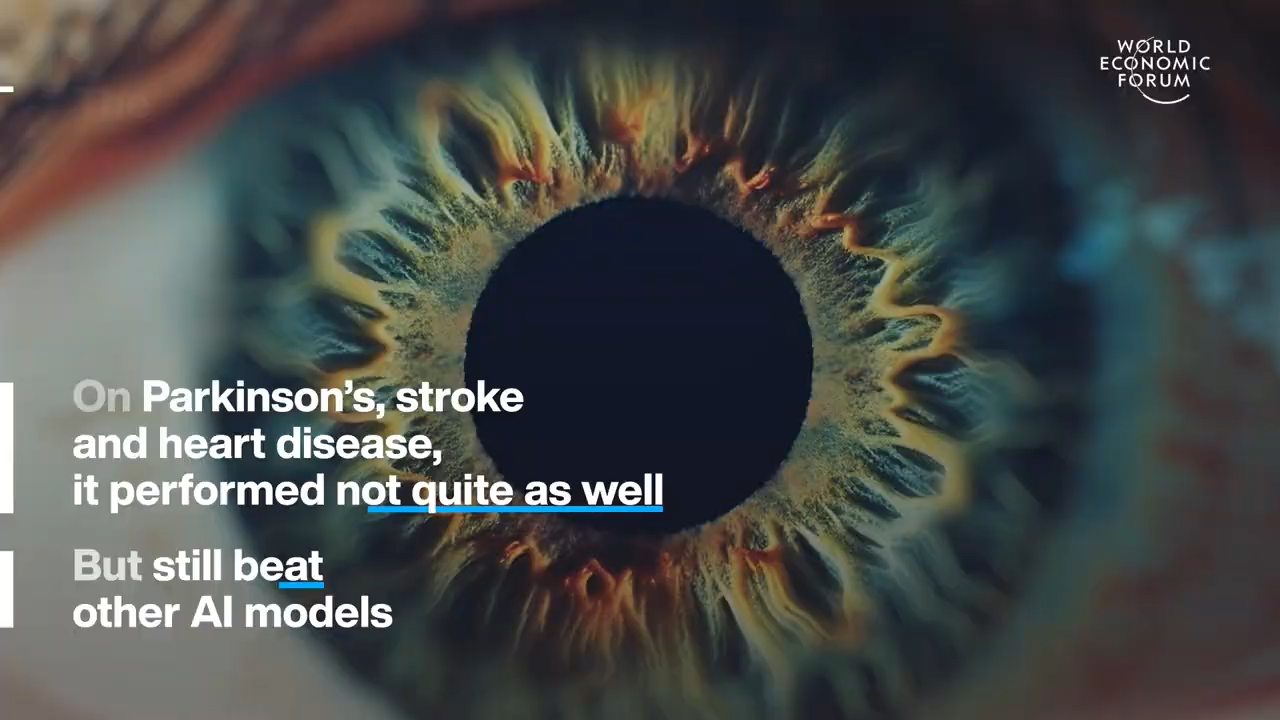 WORLD
ECONOMIC
FORUM
On Parkinson's, stroke
and heart disease,
it performed not quite as well
But still beat
other AI models